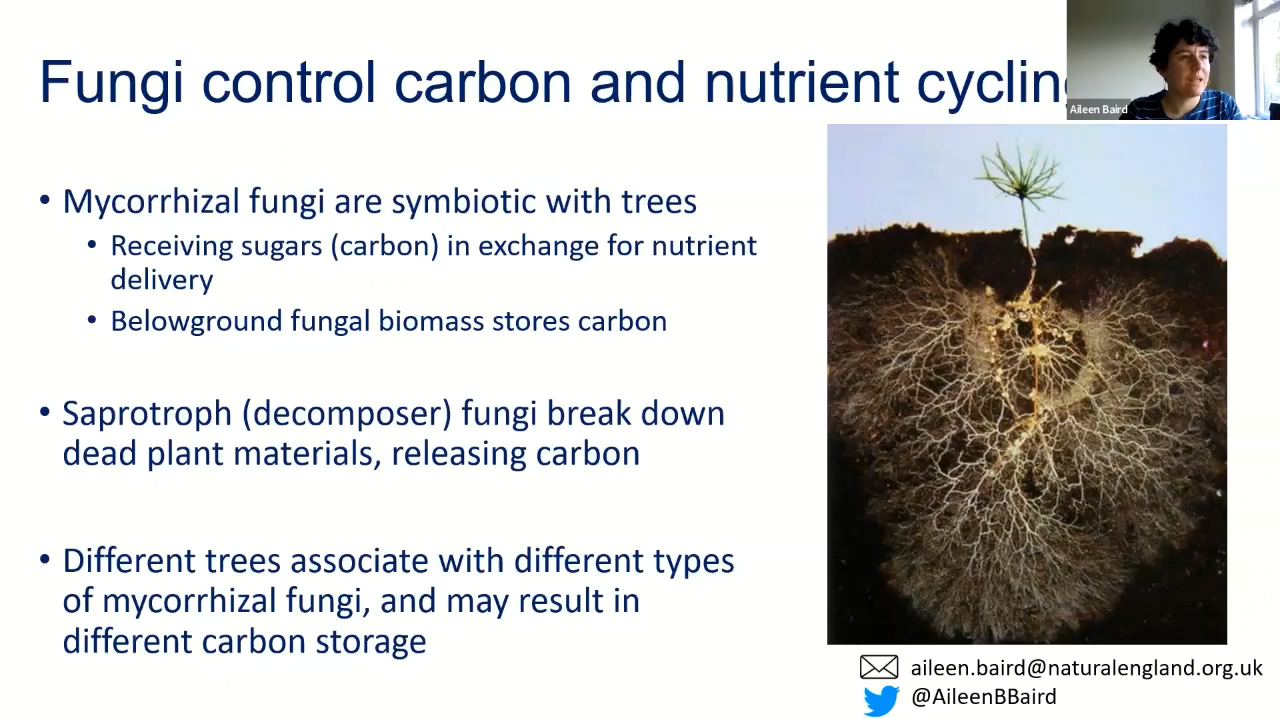 Fungi control carbon and nutrient cyclin
Aileen Baird
• Mycorrhizal fungi are symbiotic with trees
• Receiving sugars (carbon) in exchange for nutrient
delivery
• Belowground fungal biomass stores carbon
• Saprotroph (decomposer) fungi break down
dead plant materials, releasing carbon
• Different trees associate with different types
of mycorrhizal fungi, and may result in
different carbon storage
aileen.baird@naturalengland.org.uk
@AileenBBaird